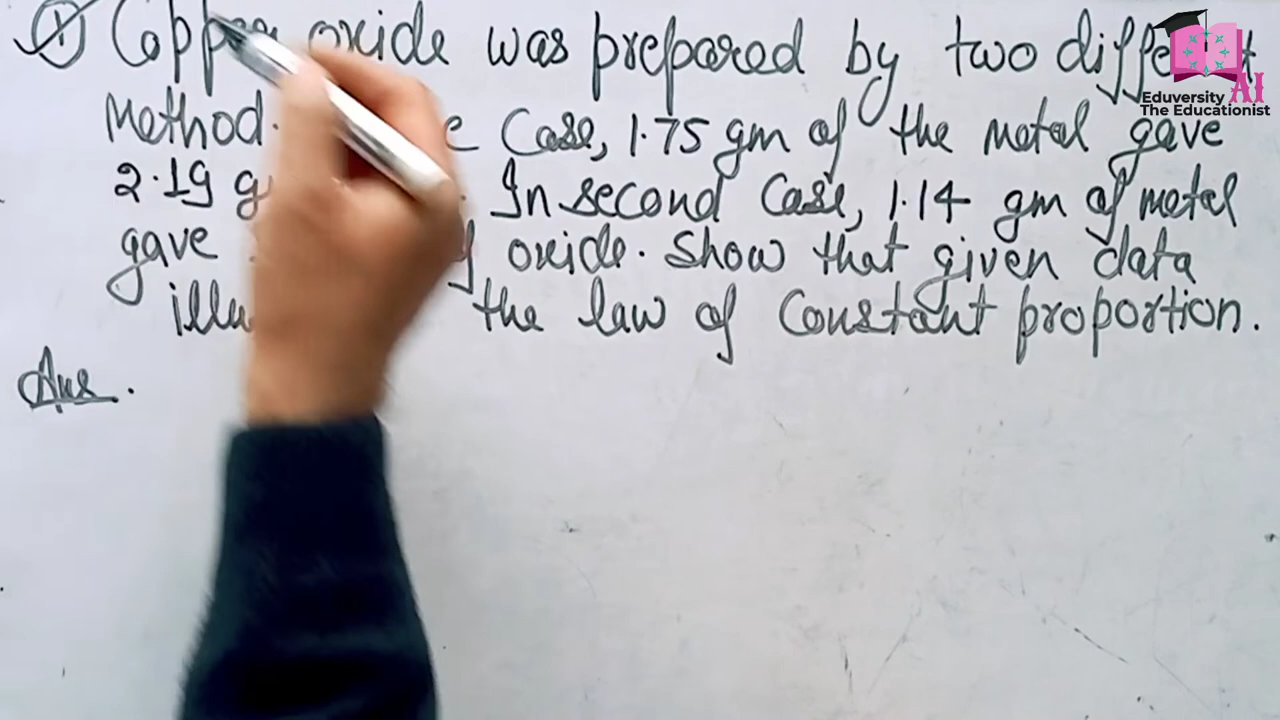 ① Copper oxide was prepared by two different
Method. Case, 1.75 gm of the metal gave
2.19 In second Case, 1.14 gm of metal
gave oxide. Show that given data
the law of Constant proportion.
Ans.
Eduversity AI
The Educationist